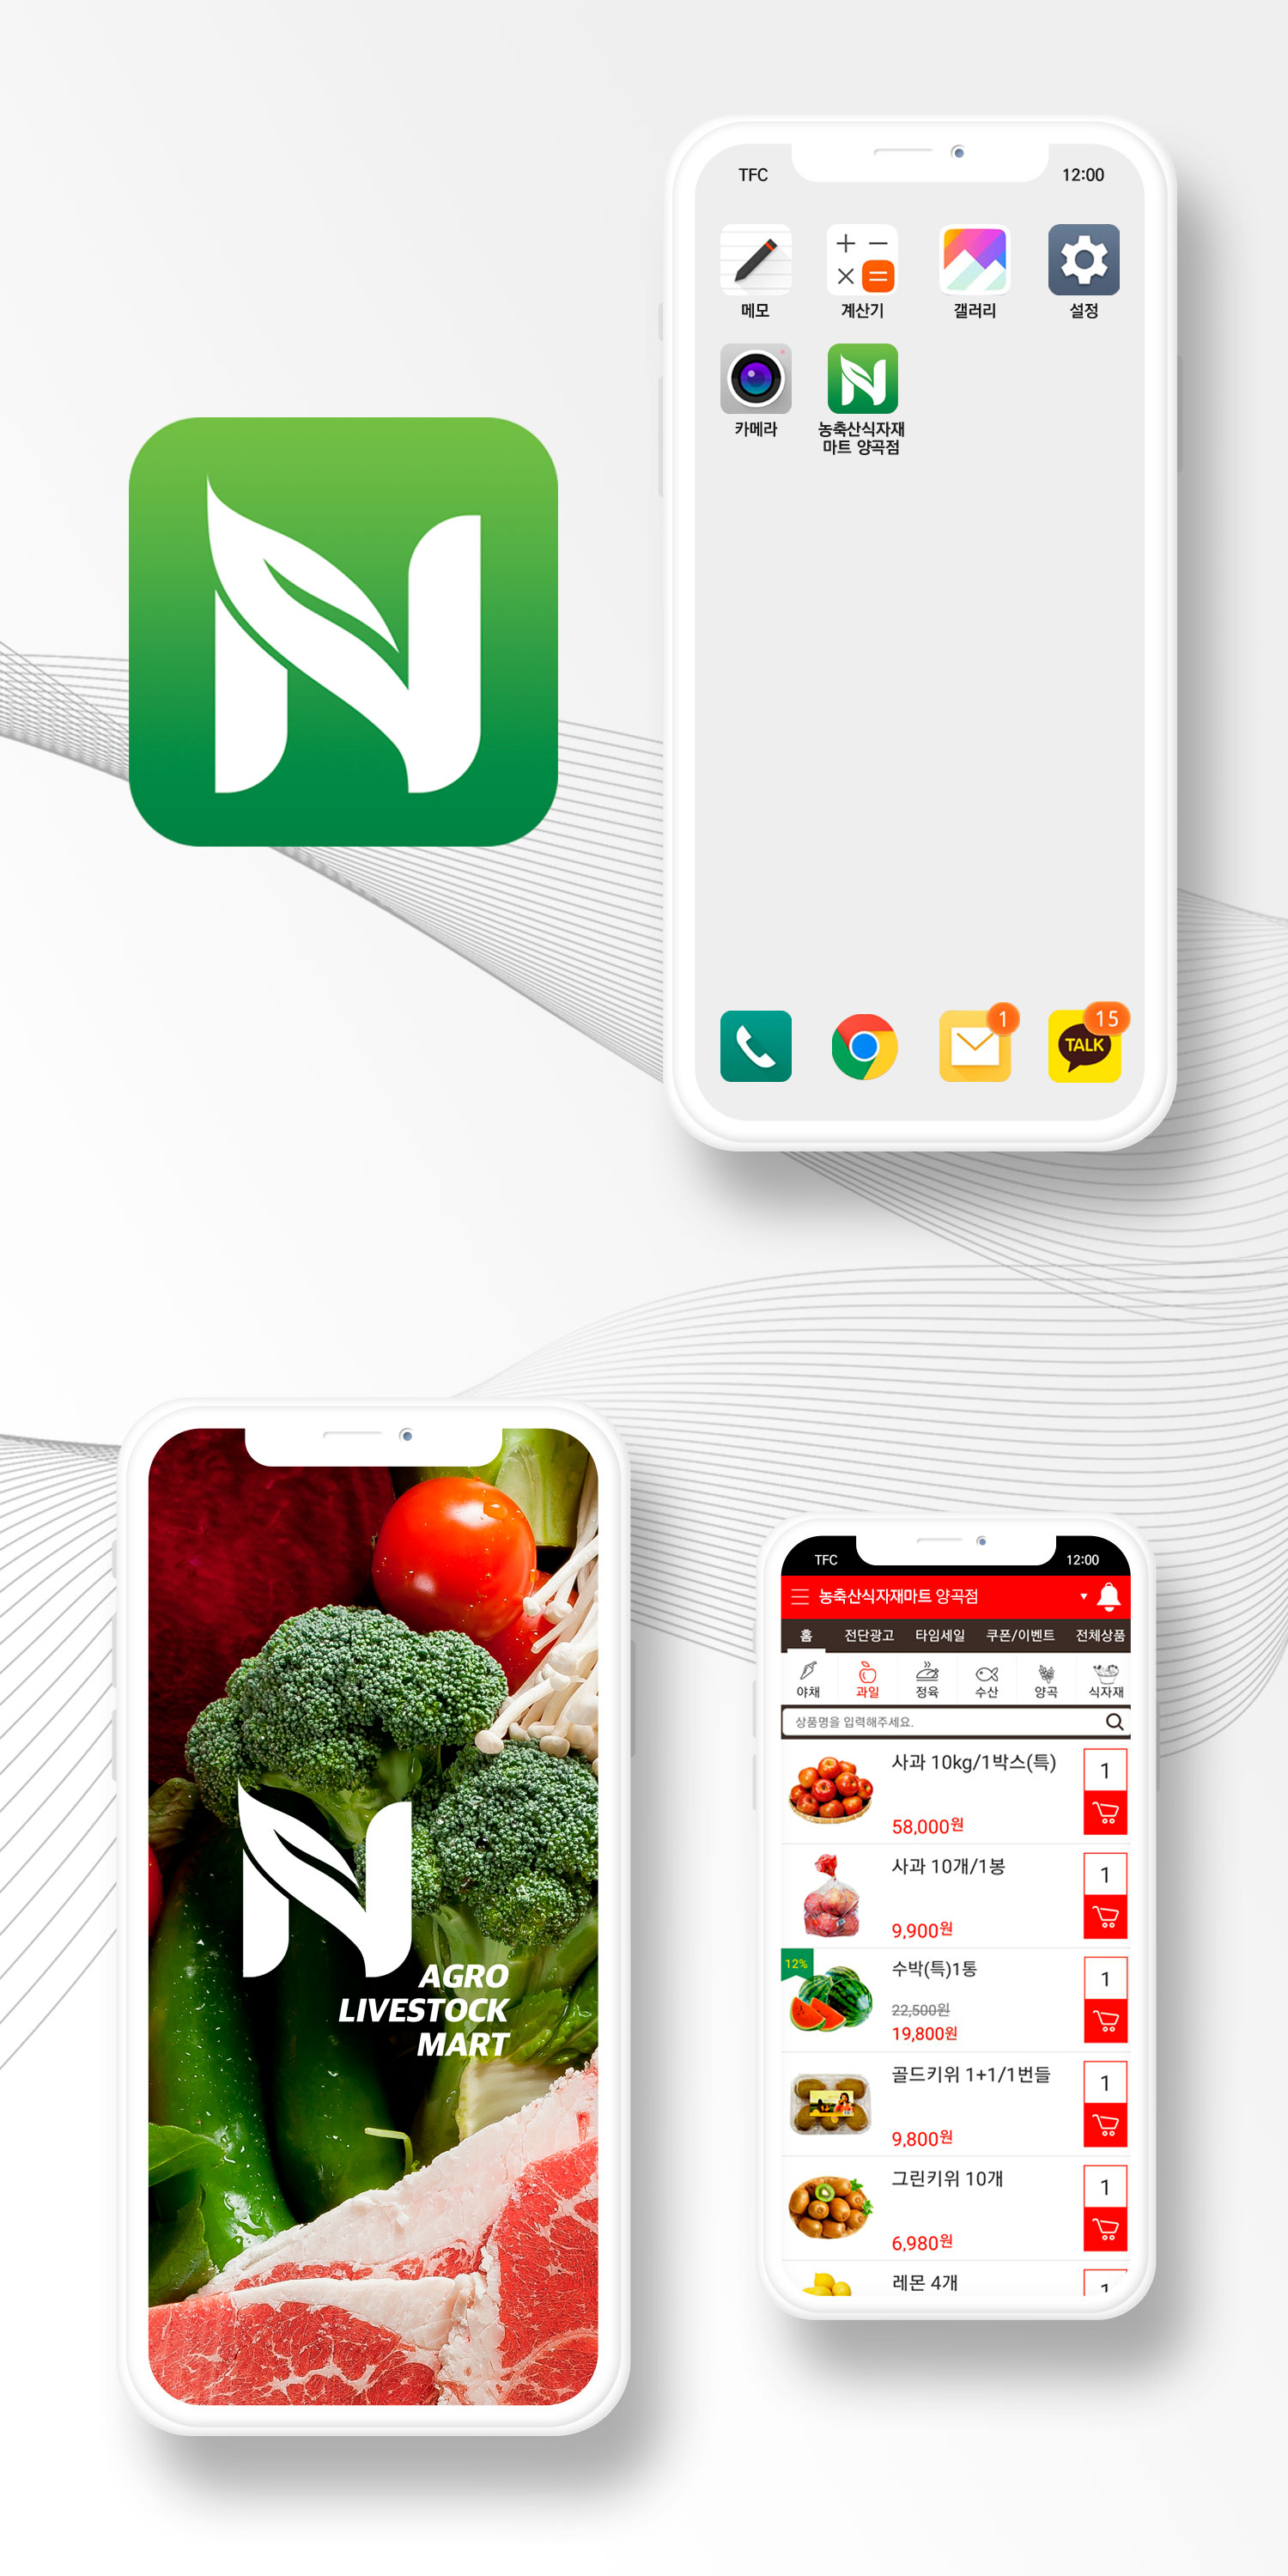 TFC
12:00
메모
계산기
갤러리
설정
카메라
농축산식자재
마트 양곡점
1
15
TALK
AGRO
LIVESTOCK
MART
TFC
12:00
농축산식자재마트 양곡점
홈 전단광고 타임세일 쿠폰/이벤트 전체상품
야채 과일 정육 수산 양곡 식자재
상품명을 입력해주세요.
사과 10kg/1박스(특)
58,000원
1
사과 10개/1봉
9,900원
1
12%
수박(특)1통
22,500원
19,800원
1
골드키위 1+1/1번들
9,800원
1
그린키위 10개
6,980원
1
레몬 4개
1